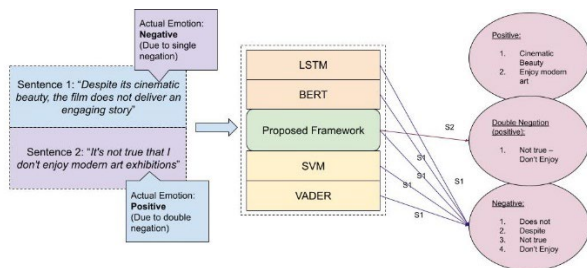 Actual Emotion:
Negative
(Due to single
negation)
Sentence 1: "Despite its cinematic
beauty, the film does not deliver an
engaging story"
Sentence 2: "It's not true that I
don't enjoy modern art exhibitions"
Actual Emotion:
Positive
(Due to double
negation)
LSTM
BERT
Proposed Framework
SVM
VADER
S2
S1
S1
S1
S1
S1
Positive:
1. Cinematic
Beauty
2. Enjoy modern
art
Double Negation
(positive):
1. Not true –
Don't Enjoy
Negative:
1. Does not
2. Despite
3. Not true
4. Don't Enjoy